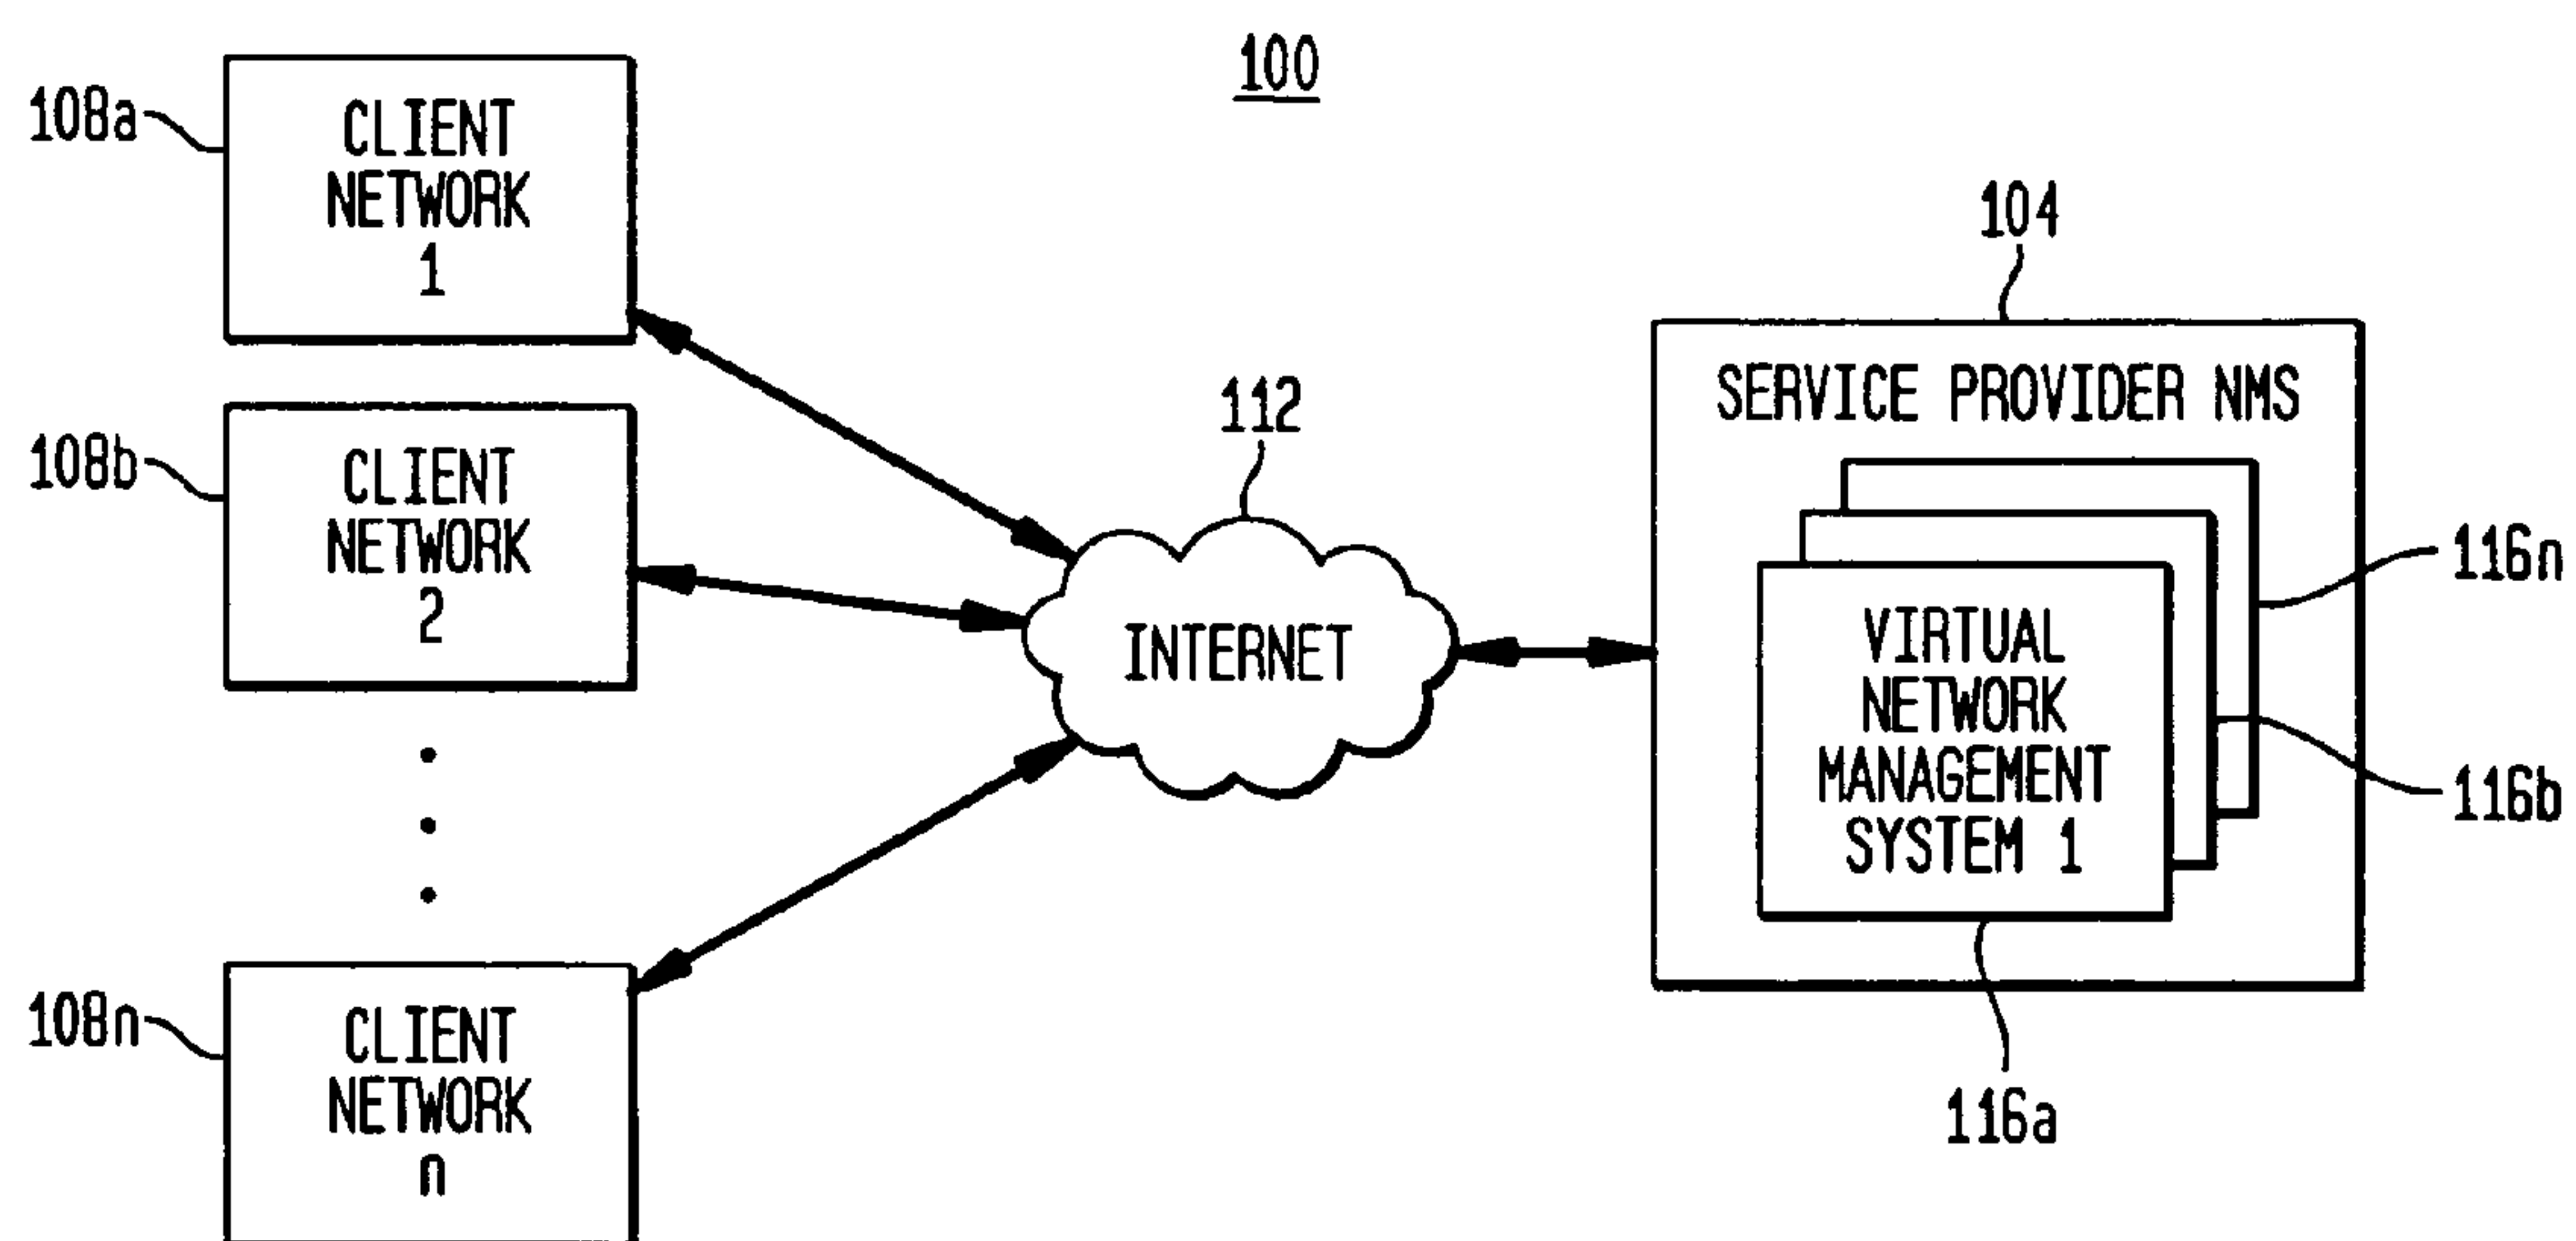 100
108a
CLIENT
NETWORK
1
108b
CLIENT
NETWORK
2
108n
CLIENT
NETWORK
n
112
INTERNET
104
SERVICE PROVIDER NMS
VIRTUAL
NETWORK
MANAGEMENT
SYSTEM 1
116n
116b
116a